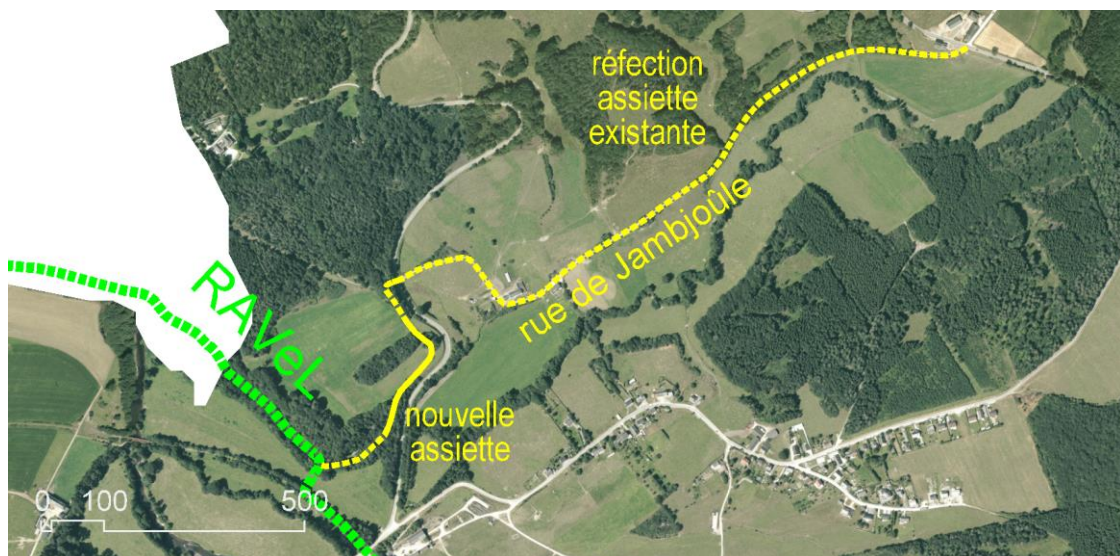 réfection
assiette
existante
rue de Jambjoûle
RAVeL
nouvelle
assiette
0 100 500